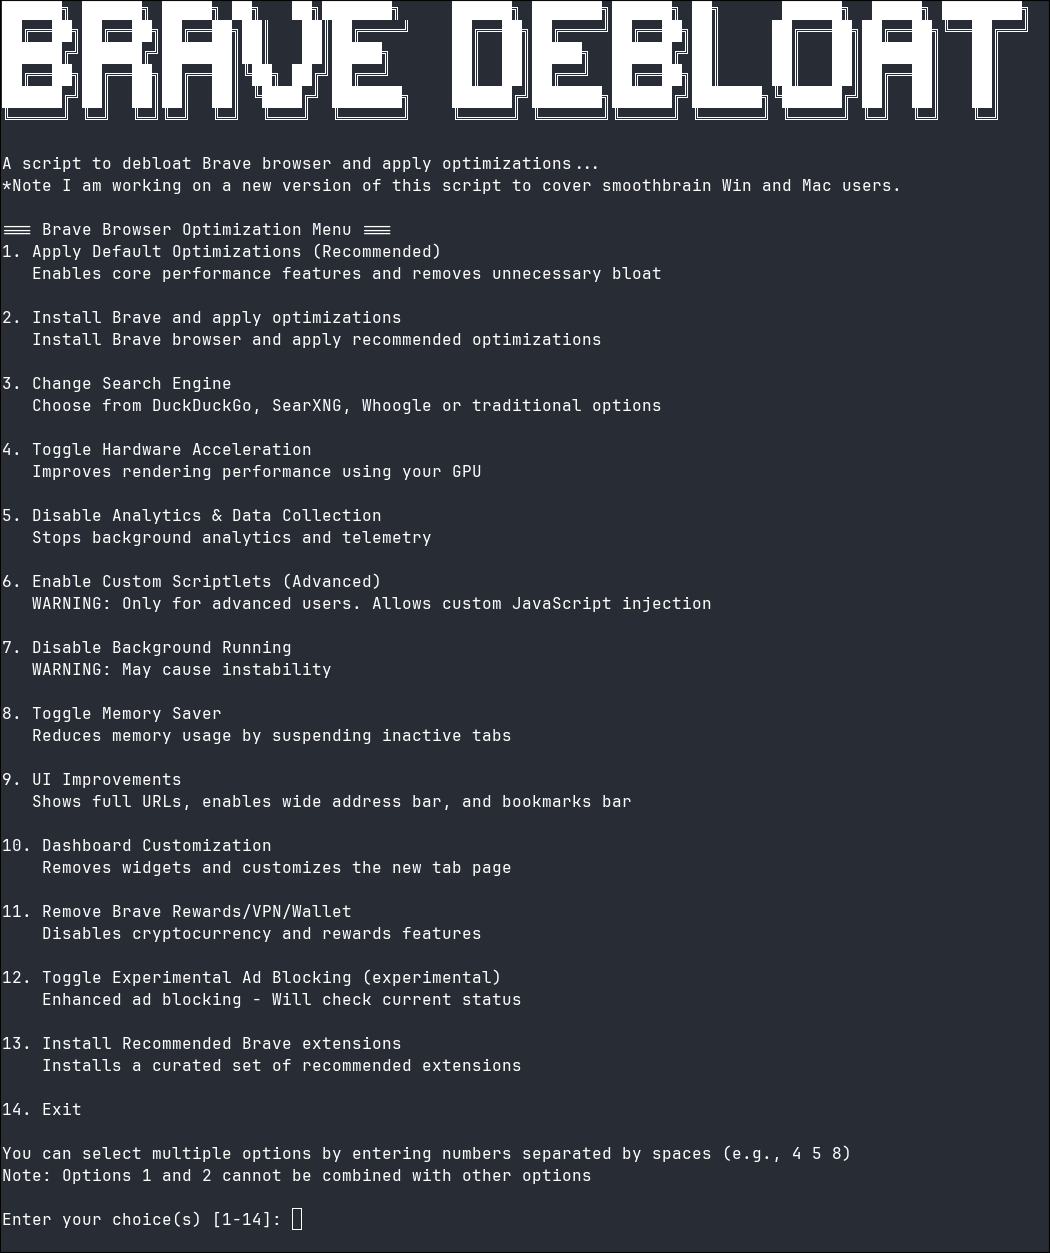 BRAVE DEBLOAT
A script to debloat Brave browser and apply optimizations...
*Note I am working on a new version of this script to cover smoothbrain Win and Mac users.
=== Brave Browser Optimization Menu ===
1. Apply Default Optimizations (Recommended)
Enables core performance features and removes unnecessary bloat
2. Install Brave and apply optimizations
Install Brave browser and apply recommended optimizations
3. Change Search Engine
Choose from DuckDuckGo, SearXNG, Whoogle or traditional options
4. Toggle Hardware Acceleration
Improves rendering performance using your GPU
5. Disable Analytics & Data Collection
Stops background analytics and telemetry
6. Enable Custom Scriptlets (Advanced)
WARNING: Only for advanced users. Allows custom JavaScript injection
7. Disable Background Running
WARNING: May cause instability
8. Toggle Memory Saver
Reduces memory usage by suspending inactive tabs
9. UI Improvements
Shows full URLs, enables wide address bar, and bookmarks bar
10. Dashboard Customization
Removes widgets and customizes the new tab page
11. Remove Brave Rewards/VPN/Wallet
Disables cryptocurrency and rewards features
12. Toggle Experimental Ad Blocking (experimental)
Enhanced ad blocking - Will check current status
13. Install Recommended Brave extensions
Installs a curated set of recommended extensions
14. Exit
You can select multiple options by entering numbers separated by spaces (e.g., 4 5 8)
Note: Options 1 and 2 cannot be combined with other options
Enter your choice(s) [1-14]: